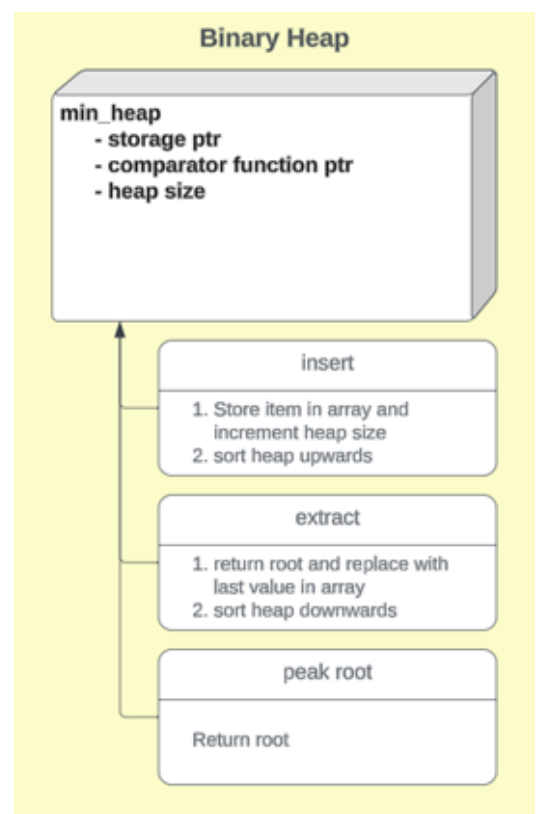 Binary Heap
min_heap
- storage ptr
- comparator function ptr
- heap size
insert
1. Store item in array and
increment heap size
2. sort heap upwards
extract
1. return root and replace with
last value in array
2. sort heap downwards
peak root
Return root